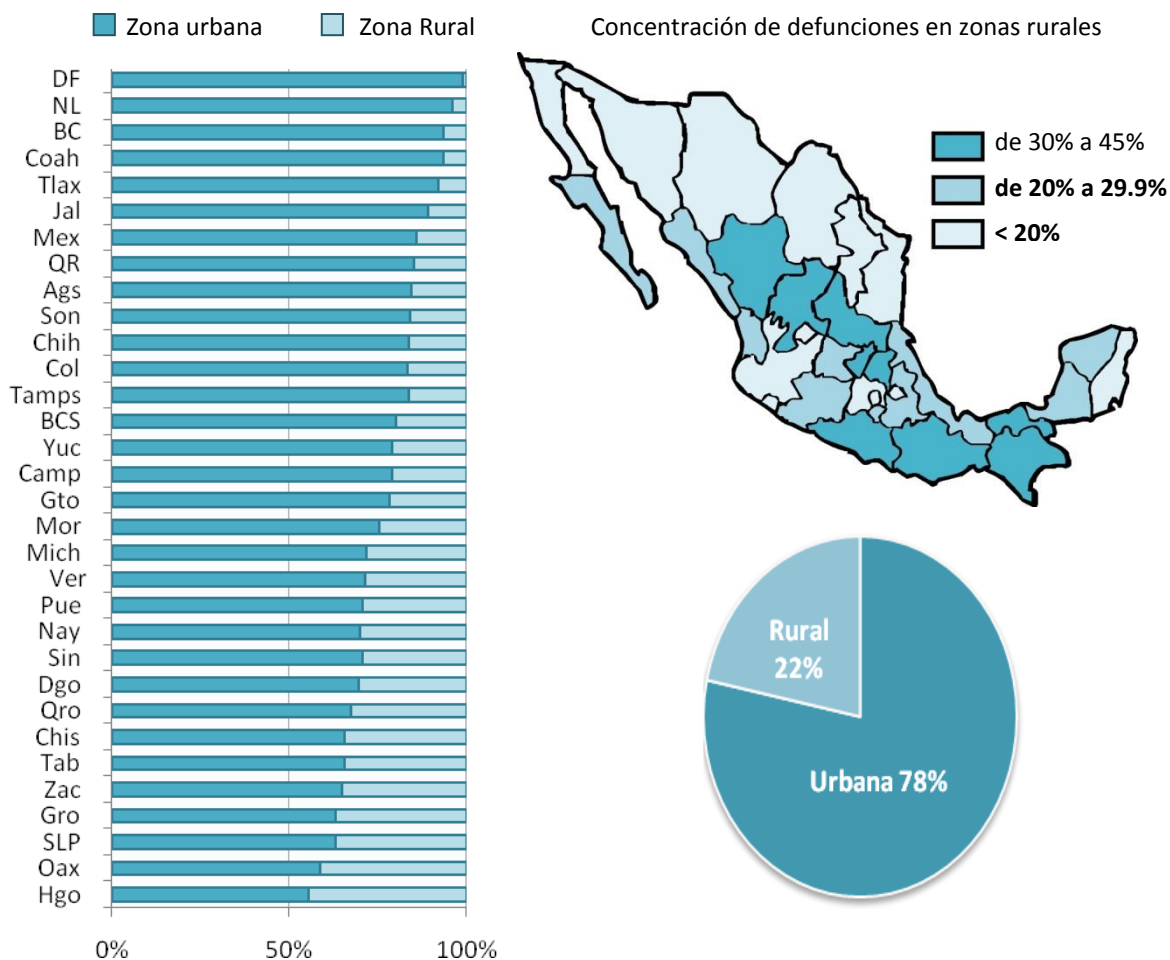 Zona urbana
Zona Rural
DF
NL
BC
Coah
Tlax
Jal
Mex
QR
Ags
Son
Chih
Col
Tamps
BCS
Yuc
Camp
Gto
Mor
Mich
Ver
Pue
Nay
Sin
Dgo
Qro
Chis
Tab
Zac
Gro
SLP
Oax
Hgo
0%
50%
100%
Concentración de defunciones en zonas rurales
de 30% a 45%
de 20% a 29.9%
< 20%
Rural
22%
Urbana 78%